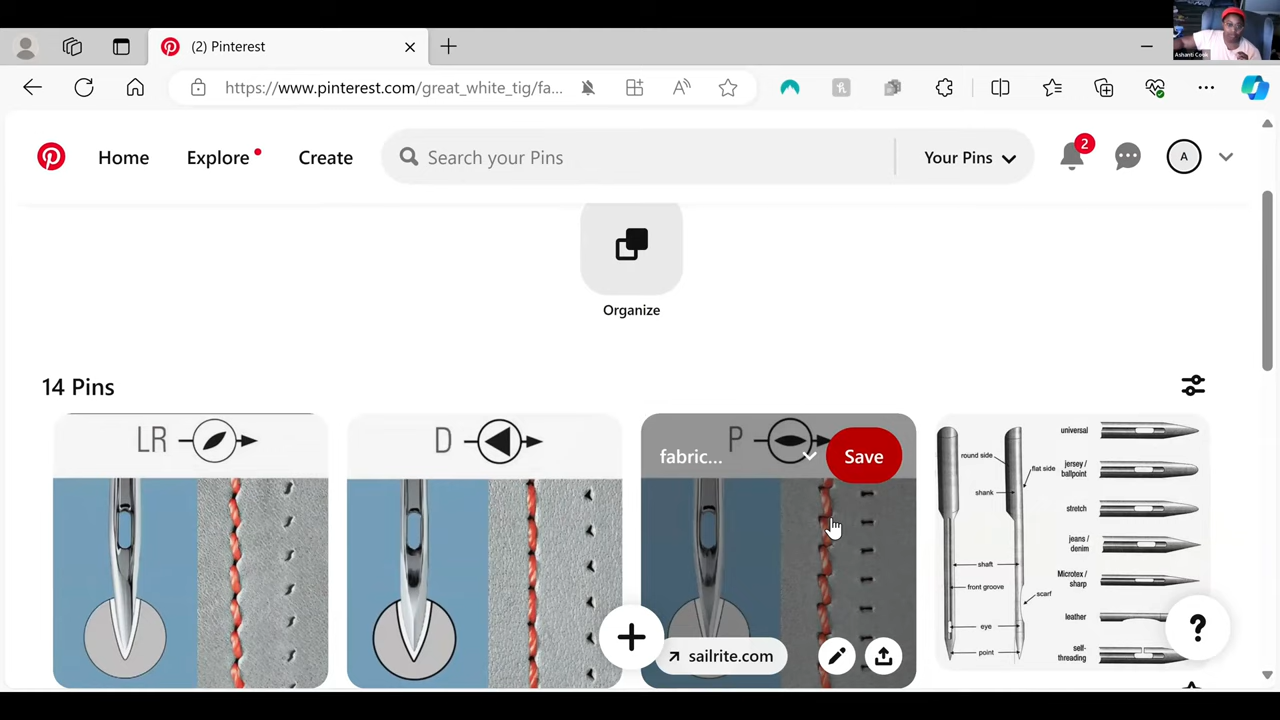 (2) Pinterest
Ashanti Cook
https://www.pinterest.com/great_white_tig/fa...
Home
Explore
Create
Search your Pins
Your Pins
2
A
Organize
14 Pins
LR
D
P
fabric...
Save
sailrite.com
round side
flat side
shank
shaft
front groove
scarf
eye
point
universal
jersey /
ballpoint
stretch
jeans /
denim
Microtex /
sharp
leather
self-
threading
?